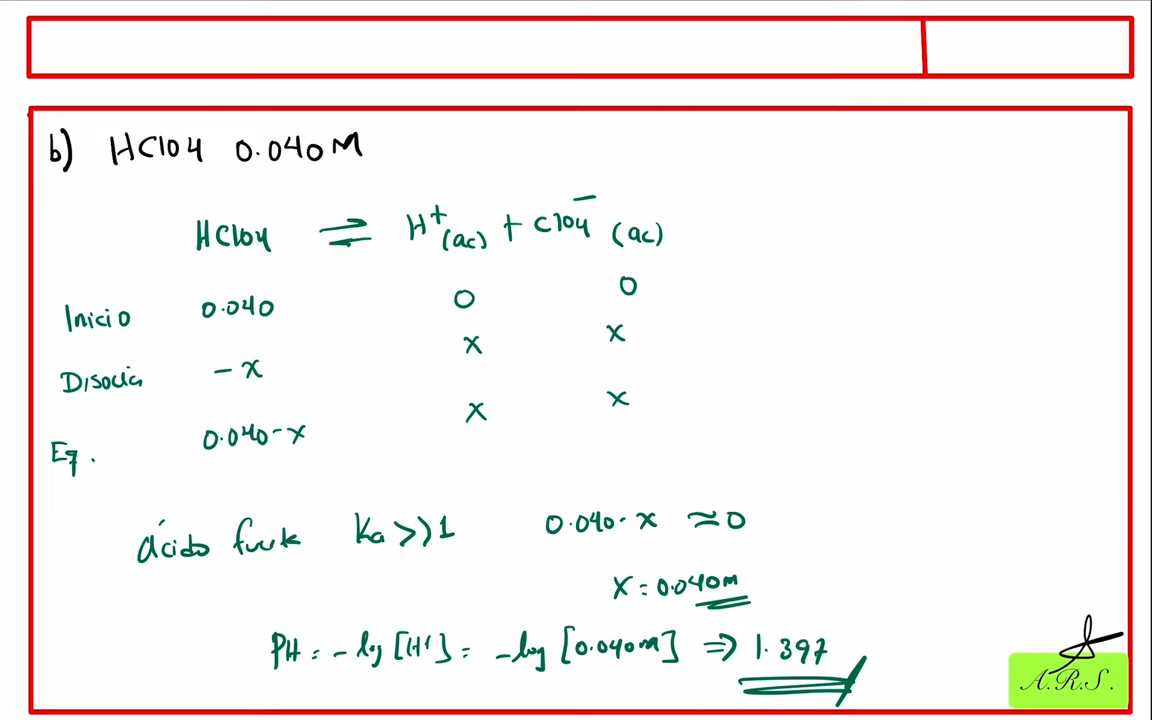 b) HClO4 0.040M
HClO4 ⇌ H+(ac) + ClO4−(ac)
Inicio 0.040 0 0
Disocia −x x x
Eq. 0.040-x x x
ácido fuerte Ka>>1 0.040-x ≈0
X=0.040M
PH=-log[H+]= -log[0.040M] ⇒ 1.397
A.R.S.